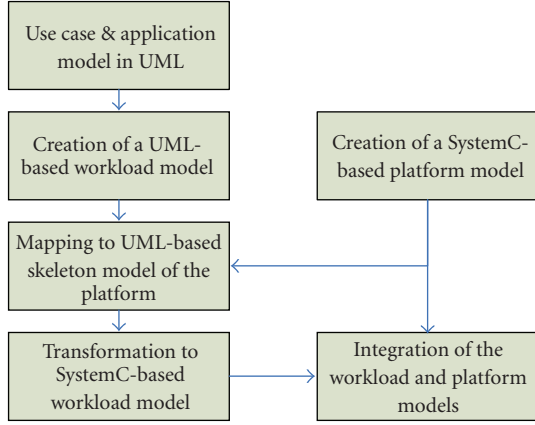 Use case & application
model in UML
Creation of a UML-
based workload model
Creation of a SystemC-
based platform model
Mapping to UML-based
skeleton model of the
platform
Transformation to
SystemC-based
workload model
Integration of the
workload and platform
models